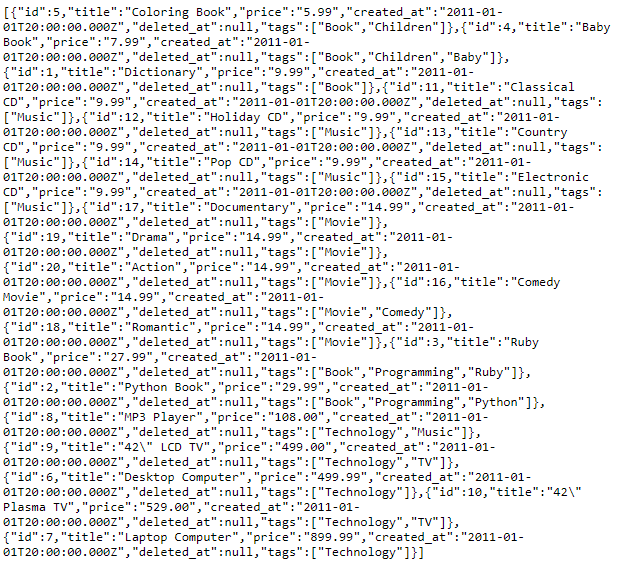 [{"id":5,"title":"Coloring Book","price":"5.99","created_at":"2011-01-
01T20:00:00.000Z","deleted_at":null,"tags":["Book","Children"]},{"id":4,"title":"Baby
Book","price":"7.99","created_at":"2011-01-
01T20:00:00.000Z","deleted_at":null,"tags":["Book","Children","Baby"]},
{"id":1,"title":"Dictionary","price":"9.99","created_at":"2011-01-
01T20:00:00.000Z","deleted_at":null,"tags":["Book"]},{"id":11,"title":"Classical
CD","price":"9.99","created_at":"2011-01-01T20:00:00.000Z","deleted_at":null,"tags":
["Music"]},{"id":12,"title":"Holiday CD","price":"9.99","created_at":"2011-01-
01T20:00:00.000Z","deleted_at":null,"tags":["Music"]},{"id":13,"title":"Country
CD","price":"9.99","created_at":"2011-01-01T20:00:00.000Z","deleted_at":null,"tags":
["Music"]},{"id":14,"title":"Pop CD","price":"9.99","created_at":"2011-01-
01T20:00:00.000Z","deleted_at":null,"tags":["Music"]},{"id":15,"title":"Electronic
CD","price":"9.99","created_at":"2011-01-01T20:00:00.000Z","deleted_at":null,"tags":
["Music"]},{"id":17,"title":"Documentary","price":"14.99","created_at":"2011-01-
01T20:00:00.000Z","deleted_at":null,"tags":["Movie"]},
{"id":19,"title":"Drama","price":"14.99","created_at":"2011-01-
01T20:00:00.000Z","deleted_at":null,"tags":["Movie"]},
{"id":20,"title":"Action","price":"14.99","created_at":"2011-01-
01T20:00:00.000Z","deleted_at":null,"tags":["Movie"]},{"id":16,"title":"Comedy
Movie","price":"14.99","created_at":"2011-01-
01T20:00:00.000Z","deleted_at":null,"tags":["Movie","Comedy"]},
{"id":18,"title":"Romantic","price":"14.99","created_at":"2011-01-
01T20:00:00.000Z","deleted_at":null,"tags":["Movie"]},{"id":3,"title":"Ruby
Book","price":"27.99","created_at":"2011-01-
01T20:00:00.000Z","deleted_at":null,"tags":["Book","Programming","Ruby"]},
{"id":2,"title":"Python Book","price":"29.99","created_at":"2011-01-
01T20:00:00.000Z","deleted_at":null,"tags":["Book","Programming","Python"]},
{"id":8,"title":"MP3 Player","price":"108.00","created_at":"2011-01-
01T20:00:00.000Z","deleted_at":null,"tags":["Technology","Music"]},
{"id":9,"title":"42\" LCD TV","price":"499.00","created_at":"2011-01-
01T20:00:00.000Z","deleted_at":null,"tags":["Technology","TV"]},
{"id":6,"title":"Desktop Computer","price":"499.99","created_at":"2011-01-
01T20:00:00.000Z","deleted_at":null,"tags":["Technology"]},{"id":10,"title":"42\"
Plasma TV","price":"529.00","created_at":"2011-01-
01T20:00:00.000Z","deleted_at":null,"tags":["Technology","TV"]},
{"id":7,"title":"Laptop Computer","price":"899.99","created_at":"2011-01-
01T20:00:00.000Z","deleted_at":null,"tags":["Technology"]}]